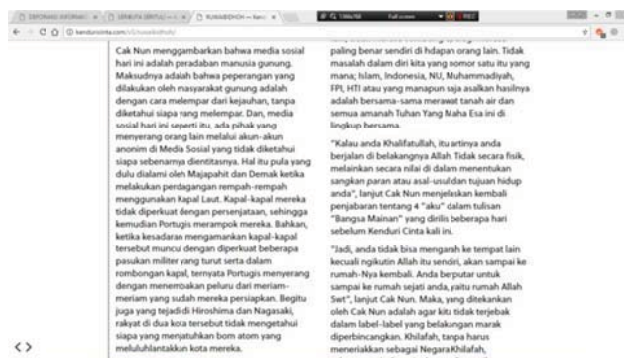 kenduricinta.com/v5/ruwaibidhoh/
Cak Nun menggambarkan bahwa media sosial
hari ini adalah peradaban manusia gunung.
Maksudnya adaiah bahwa peperangan yang
dilakukan oleh masyarakat gunung adalah
dengan cara melempar dari kejauhan, tanpa
diketahui siapa rang melempar. Dan, media
sosial hari ini seperti itu, ada pihak yang
menyerang orang lain melalui akun-akun
anonim di Media Sosial yang tidak diketahui
siapa sebenarnya dientitasnya. Hal itu pula yang
dulu dialami oleh Majapahit dan Demak ketika
melakukan perdagangan rempah-rempah
menggunakan Kapal Laut. Kapal-kapal mereka
tidak diperkuat dengan persenjataan, sehingga
kemudian Portugis merampok mereka. Bahkan,
ketika kesadaran mengamankan kapal-kapal
tersebut muncu dengan diperkuat beberapa
pasukan militer rang turut serta dalam
rombongan kapal, ternyata Portugis menyerang
dengan menemoakan peluru dari meriam-
meriam yang sudah mereka persiapkan. Begitu
juga yang tejadidi Hiroshima dan Nagasaki,
rakyat di dua koa tersebut tidak mengetahui
siapa yang menjatuhkan bom atom yang
meluluhlantakkun kota mereka.
paling benar sendiri di hdapan orang lain. Tidak
masalah dalam diri kita yang nomor satu itu yang
mana; Islam, Indonesia, NU, Muhammadiyah,
FPI, HTI atau yang manapun saja asalkan hasilnya
adalah bersama-sama merawat tanah air dan
semua amanah Tuhan Yang Naha Esa ini di
lingkup bersama.
"Kalau anda Khalifatullah, itu artinya anda
berjalan di belakangnya Allah Tidak secara fisik,
melainkan secara nilai di dalam menentukan
sangkan paran atau asal-usuldan tujuan hidup
anda", lanjut Cak Nun menjelaskan kembali
penjabaran tentang 4 "aku" dalam tulisan
"Bangsa Mainan" yang dirilis beberapa hari
sebelum Kenduri Cinta kali ini.
"Jadi, anda tidak bisa mengarah ke tempat lain
kecuali ngikutin Allah itu sendiri, akan sampai ke
rumah-Nya kembali. Anda berputar untuk
sampai ke rumah sejati anda,yaitu rumah Allah
Swt", lanjut Cak Nun. Maka, yang ditekankan
oleh Cak Nun adalah agar kita tidak terjebak
dalam label-label yang belakangan marak
diperbincangkan. Khilafah, tanpa harus
meneriakkan sebagai NegaraKhilafah,